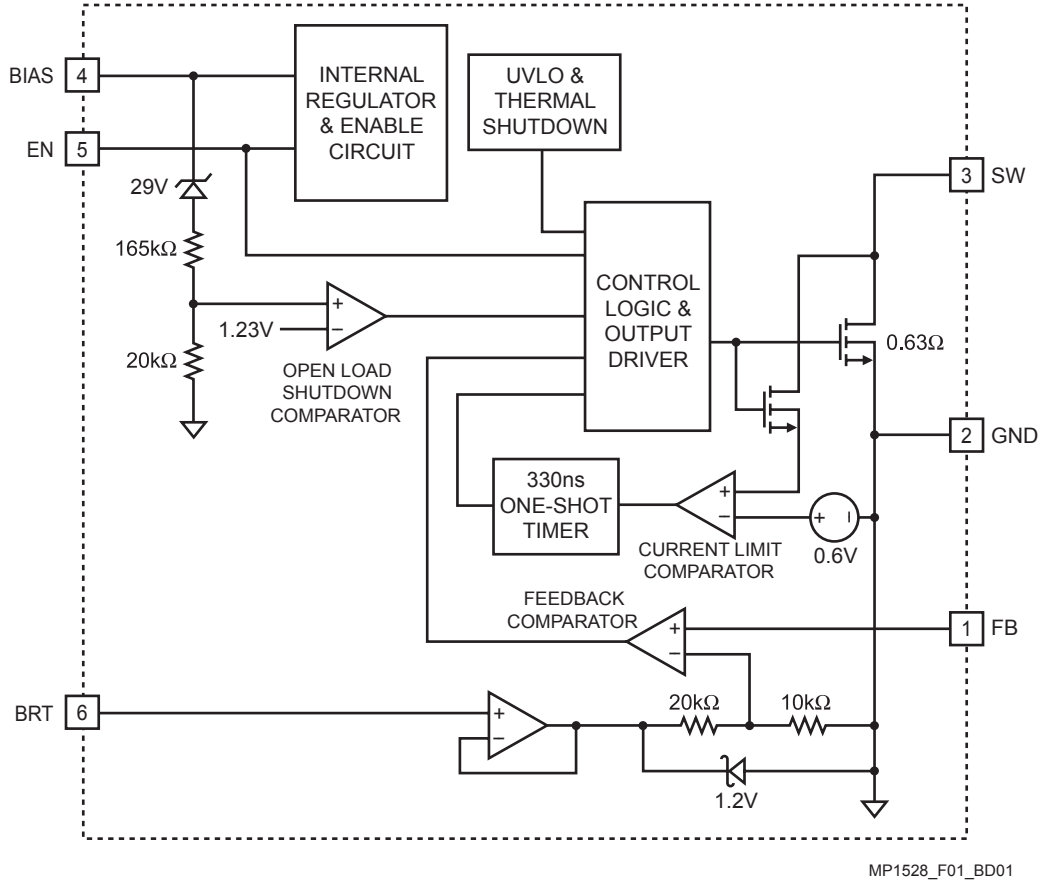 BIAS 4
INTERNAL
REGULATOR
& ENABLE
CIRCUIT
UVLO &
THERMAL
SHUTDOWN
EN 5
3 SW
29V
165kΩ
CONTROL
LOGIC &
OUTPUT
DRIVER
+
1.23V
–
20kΩ
0.63Ω
OPEN LOAD
SHUTDOWN
COMPARATOR
2 GND
330ns
ONE-SHOT
TIMER
+
–
+ –
CURRENT LIMIT
COMPARATOR
0.6V
FEEDBACK
COMPARATOR
+
–
1 FB
BRT 6
+
–
20kΩ
10kΩ
1.2V
MP1528_F01_BD01